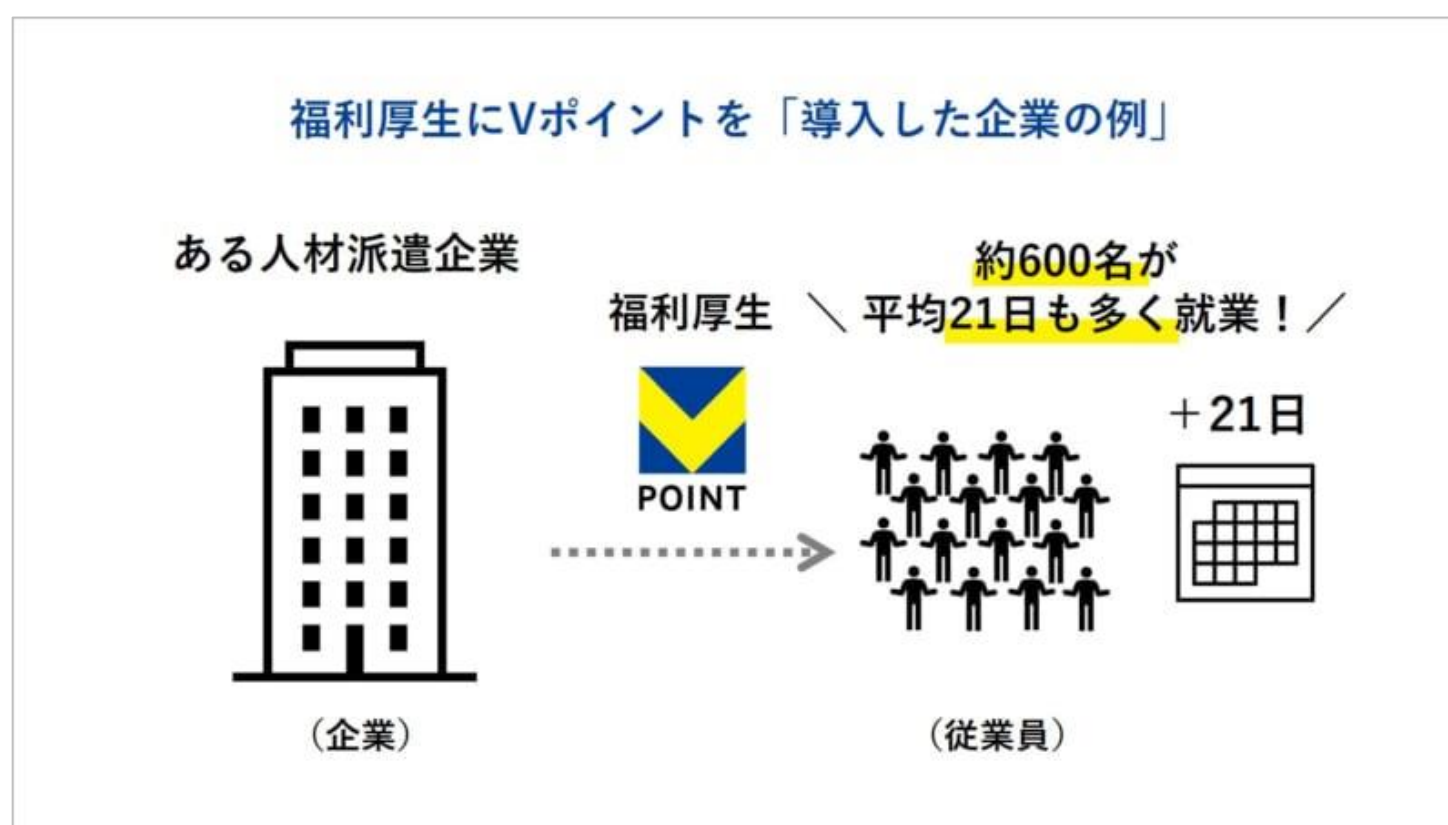 福利厚生にVポイントを「導入した企業の例」
ある人材派遣企業
福利厚生
POINT
約600名が
＼ 平均21日も多く就業！／
＋21日
（企業）
（従業員）